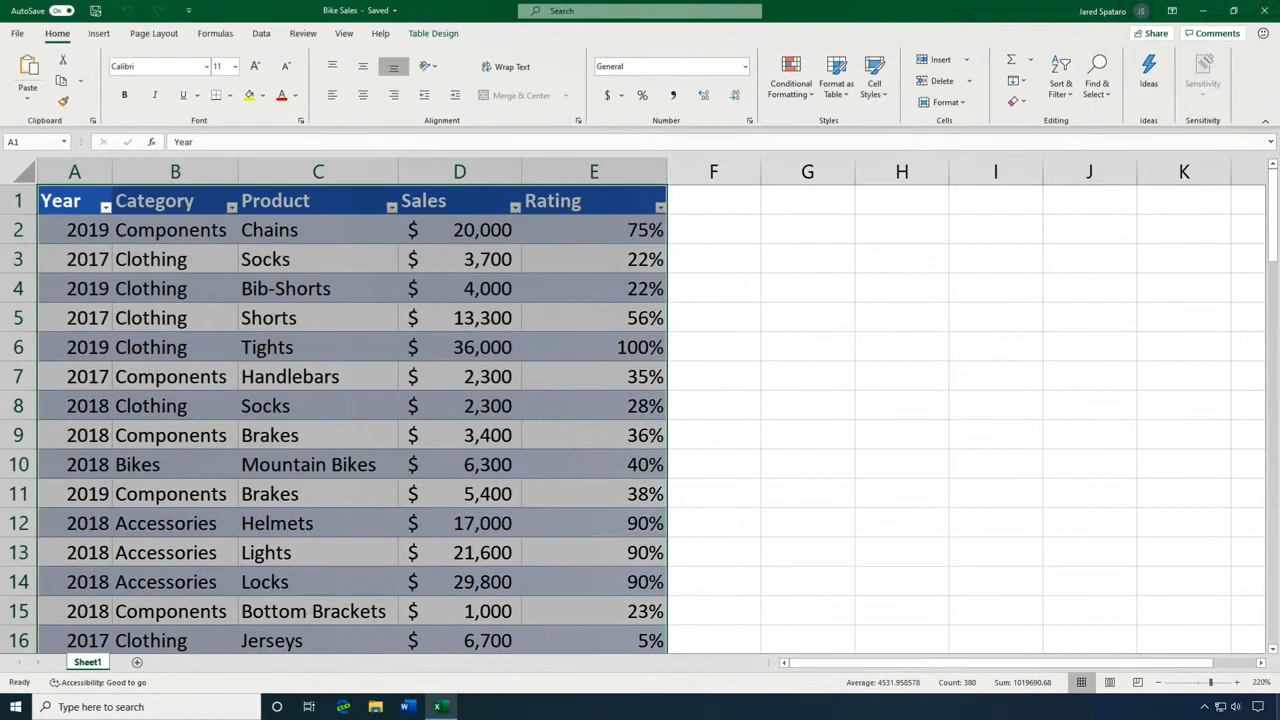 AutoSave On Bike Sales - Saved Search Jared Spataro JS
File Home Insert Page Layout Formulas Data Review View Help Table Design Share Comments
Paste Calibri 11 Wrap Text General Conditional Formatting Format as Table Cell Styles Insert Sort & Filter Find & Select Ideas Sensitivity
B I U A Merge & Center $ % Delete
Format
Clipboard Font Alignment Number Styles Cells Editing Ideas Sensitivity
A1 fx Year
A B C D E F G H I J K
1 Year Category Product Sales Rating
2 2019 Components Chains $ 20,000 75%
3 2017 Clothing Socks $ 3,700 22%
4 2019 Clothing Bib-Shorts $ 4,000 22%
5 2017 Clothing Shorts $ 13,300 56%
6 2019 Clothing Tights $ 36,000 100%
7 2017 Components Handlebars $ 2,300 35%
8 2018 Clothing Socks $ 2,300 28%
9 2018 Components Brakes $ 3,400 36%
10 2018 Bikes Mountain Bikes $ 6,300 40%
11 2019 Components Brakes $ 5,400 38%
12 2018 Accessories Helmets $ 17,000 90%
13 2018 Accessories Lights $ 21,600 90%
14 2018 Accessories Locks $ 29,800 90%
15 2018 Components Bottom Brackets $ 1,000 23%
16 2017 Clothing Jerseys $ 6,700 5%
Sheet1
Ready Accessibility: Good to go Average: 4531.958578 Count: 380 Sum: 1019690.68 220%
Type here to search